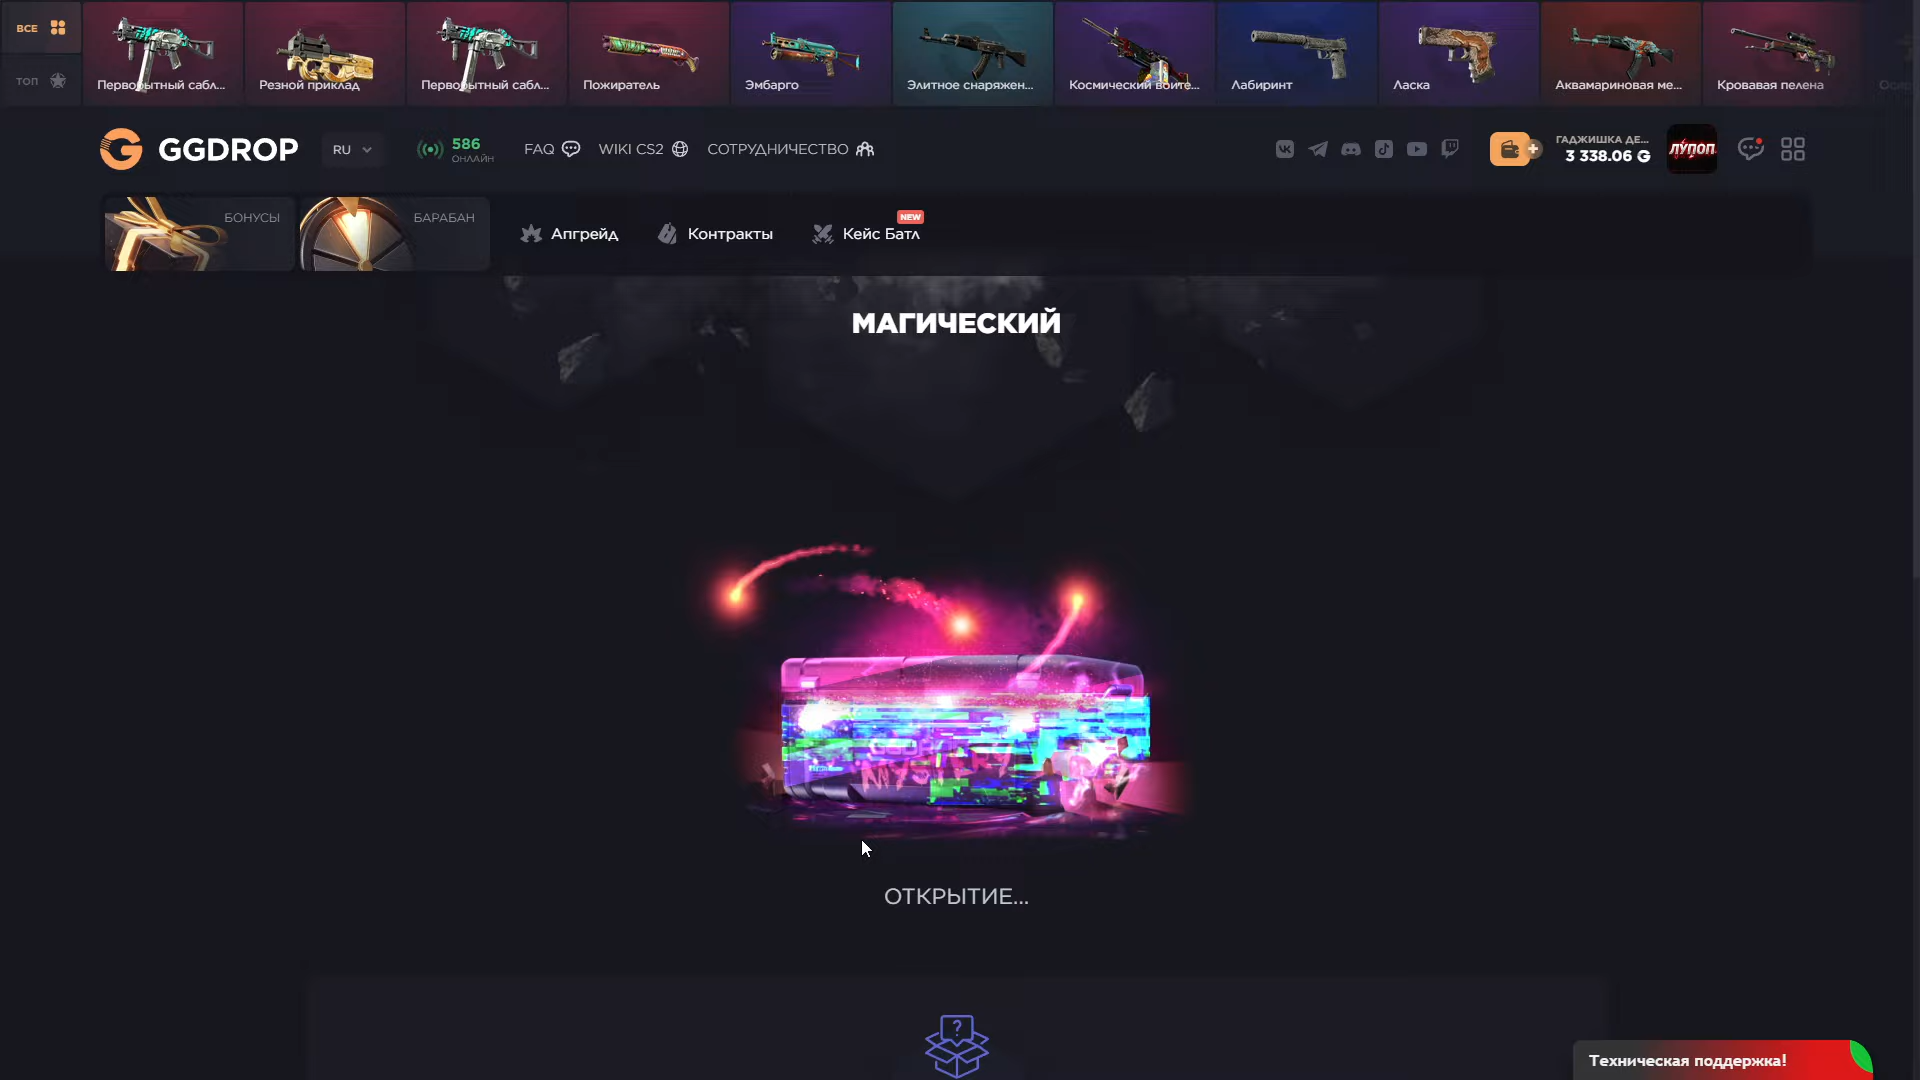 ВСЕ
ТОП
Первобытный сабл...
Резной приклад
Первобытный сабл...
Пожиратель
Эмбарго
Элитное снаряжен...
Космический воите...
Лабиринт
Ласка
Аквамариновая ме...
Кровавая пелена
GGDROP
RU
586
ОНЛАЙН
FAQ
WIKI CS2
СОТРУДНИЧЕСТВО
ГАДЖИШКА ДЕ...
3 338.06 G
ЛУПОП
БОНУСЫ
БАРАБАН
Апгрейд
Контракты
Кейс Батл
NEW
МАГИЧЕСКИЙ
MYSTERY
ОТКРЫТИЕ...
?
Техническая поддержка!